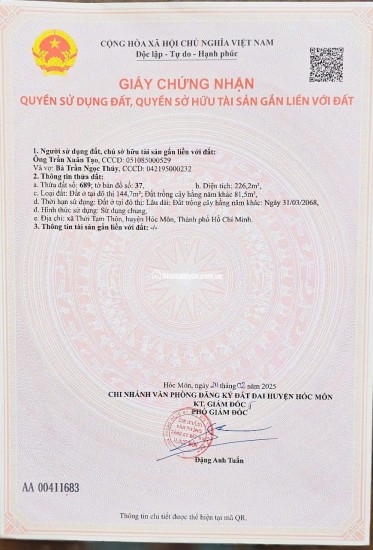 CỘNG HÒA XÃ HỘI CHỦ NGHĨA VIỆT NAM
Độc lập - Tự do - Hạnh phúc
GIẤY CHỨNG NHẬN
QUYỀN SỬ DỤNG ĐẤT, QUYỀN SỞ HỮU TÀI SẢN GẮN LIỀN VỚI ĐẤT
1. Người sử dụng đất, chủ sở hữu tài sản gắn liền với đất:
Ông Trần Xuân Tạo, CCCD: 051085000529
Và vợ: Bà Trần Ngọc Thúy, CCCD: 042195000232
2. Thông tin thửa đất:
a. Thửa đất số: 689; tờ bản đồ số: 37, b. Diện tích: 226,2m²,
c. Loại đất: Đất ở tại đô thị 144,7m²; Đất trồng cây hằng năm khác 81,5m²,
d. Thời hạn sử dụng: Đất ở tại đô thị: Lâu dài; Đất trồng cây hằng năm khác: Ngày 31/03/2068,
đ. Hình thức sử dụng: Sử dụng chung,
e. Địa chỉ: xã Thới Tam Thôn, huyện Hóc Môn, Thành phố Hồ Chí Minh.
3. Thông tin tài sản gắn liền với đất: -/-
Hóc Môn, ngày 20 tháng 02 năm 2025
CHI NHÁNH VĂN PHÒNG ĐĂNG KÝ ĐẤT ĐAI HUYỆN HÓC MÔN
KT. GIÁM ĐỐC
PHÓ GIÁM ĐỐC
Đặng Anh Tuấn
AA 00411683
Thông tin chi tiết được thể hiện tại mã QR.